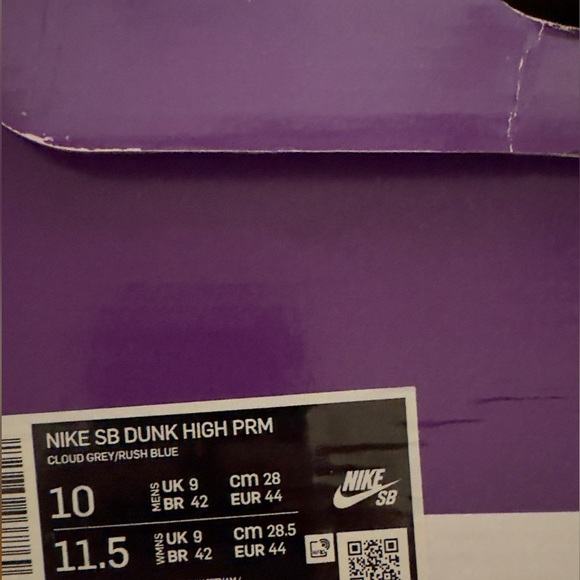 NIKE SB DUNK HIGH PRM
CLOUD GREY/RUSH BLUE
10 MENS UK 9 cm 28
BR 42 EUR 44
11.5 WMNS UK 9 cm 28.5
BR 42 EUR 44
NIKE
SB